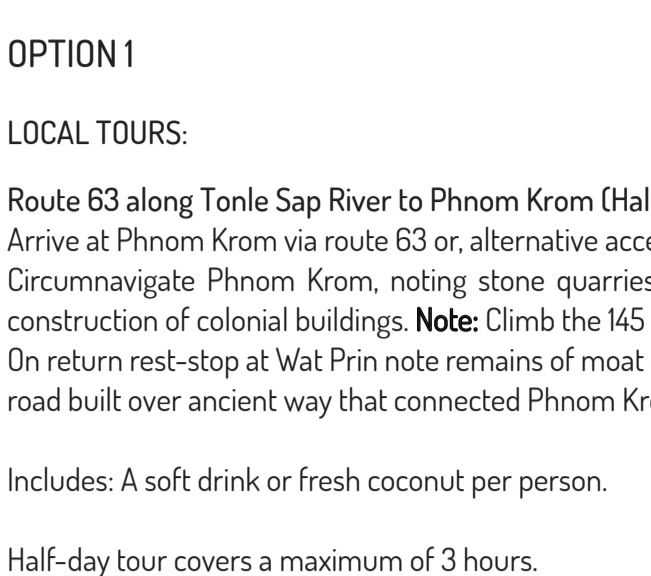 OPTION 1
LOCAL TOURS:
Route 63 along Tonle Sap River to Phnom Krom (Hal
Arrive at Phnom Krom via route 63 or, alternative acce
Circumnavigate Phnom Krom, noting stone quarries
construction of colonial buildings. Note: Climb the 145
On return rest-stop at Wat Prin note remains of moat
road built over ancient way that connected Phnom Kr
Includes: A soft drink or fresh coconut per person.
Half-day tour covers a maximum of 3 hours.